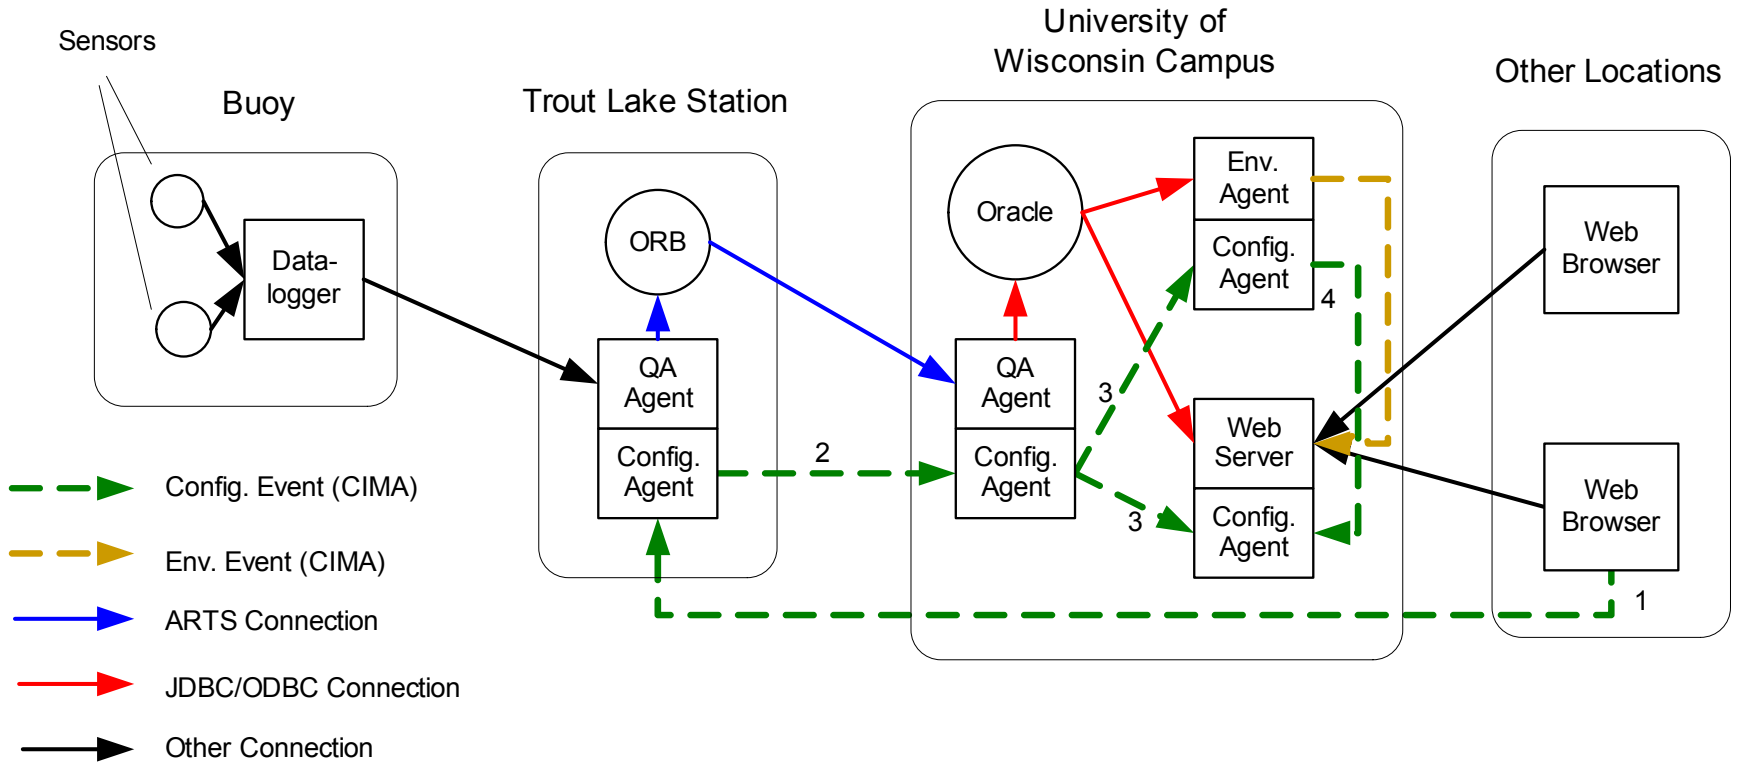 Sensors
Buoy
Trout Lake Station
University of
Wisconsin Campus
Other Locations
Data-
logger
ORB
QA
Agent
Config.
Agent
2
Oracle
QA
Agent
Config.
Agent
3
3
Env.
Agent
Config.
Agent
4
Web
Server
Config.
Agent
Web
Browser
Web
Browser
1
Config. Event (CIMA)
Env. Event (CIMA)
ARTS Connection
JDBC/ODBC Connection
Other Connection